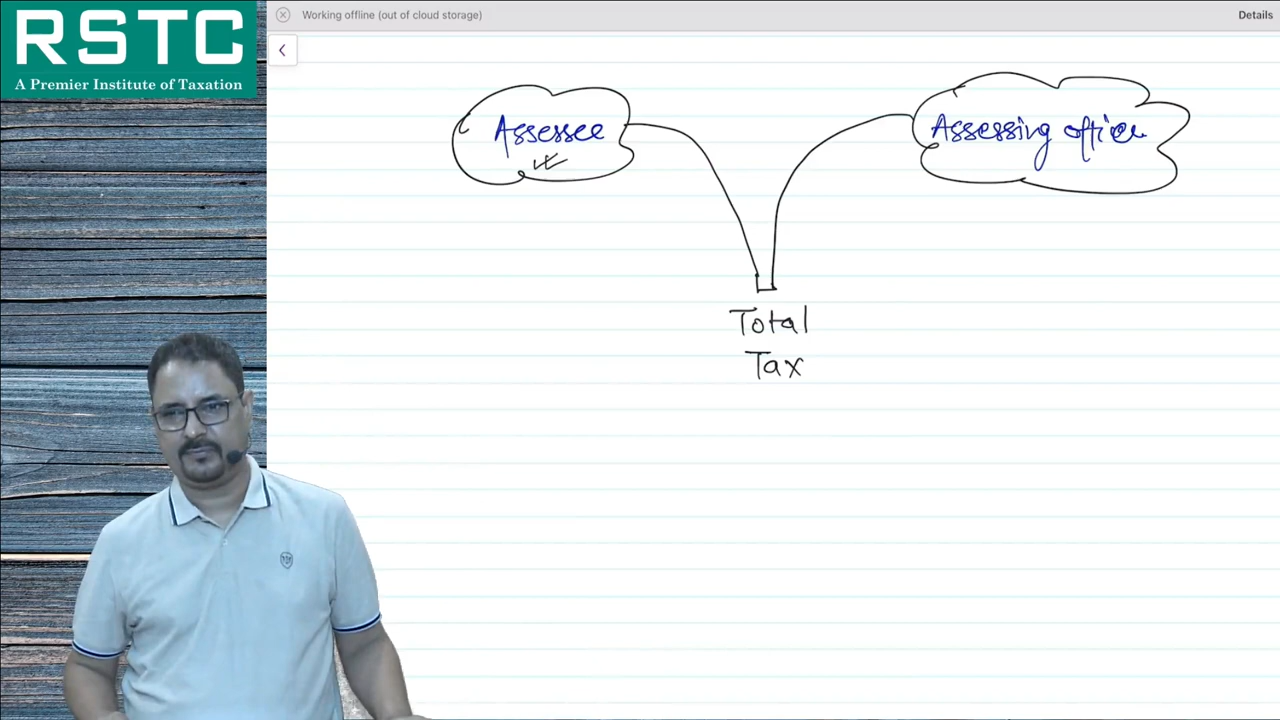 RSTC
A Premier Institute of Taxation
Working offline (out of cloud storage)
Details
Assessee
Assessing officer
Total
Tax